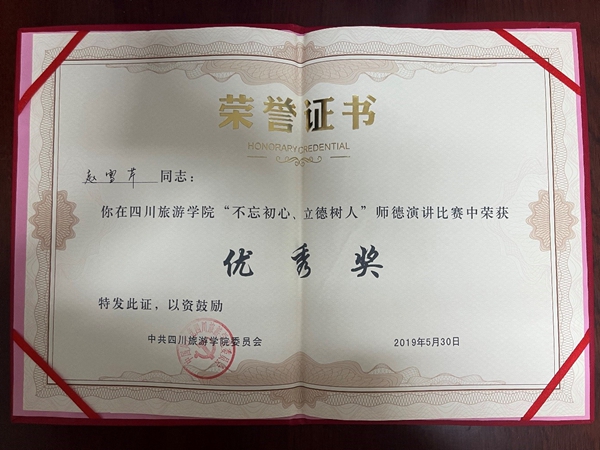 荣誉证书
HONORARY CREDENTIAL
赵雪芹 同志：
你在四川旅游学院“不忘初心、立德树人”师德演讲比赛中荣获
优秀奖
特发此证，以资鼓励
中共四川旅游学院委员会
2019年5月30日